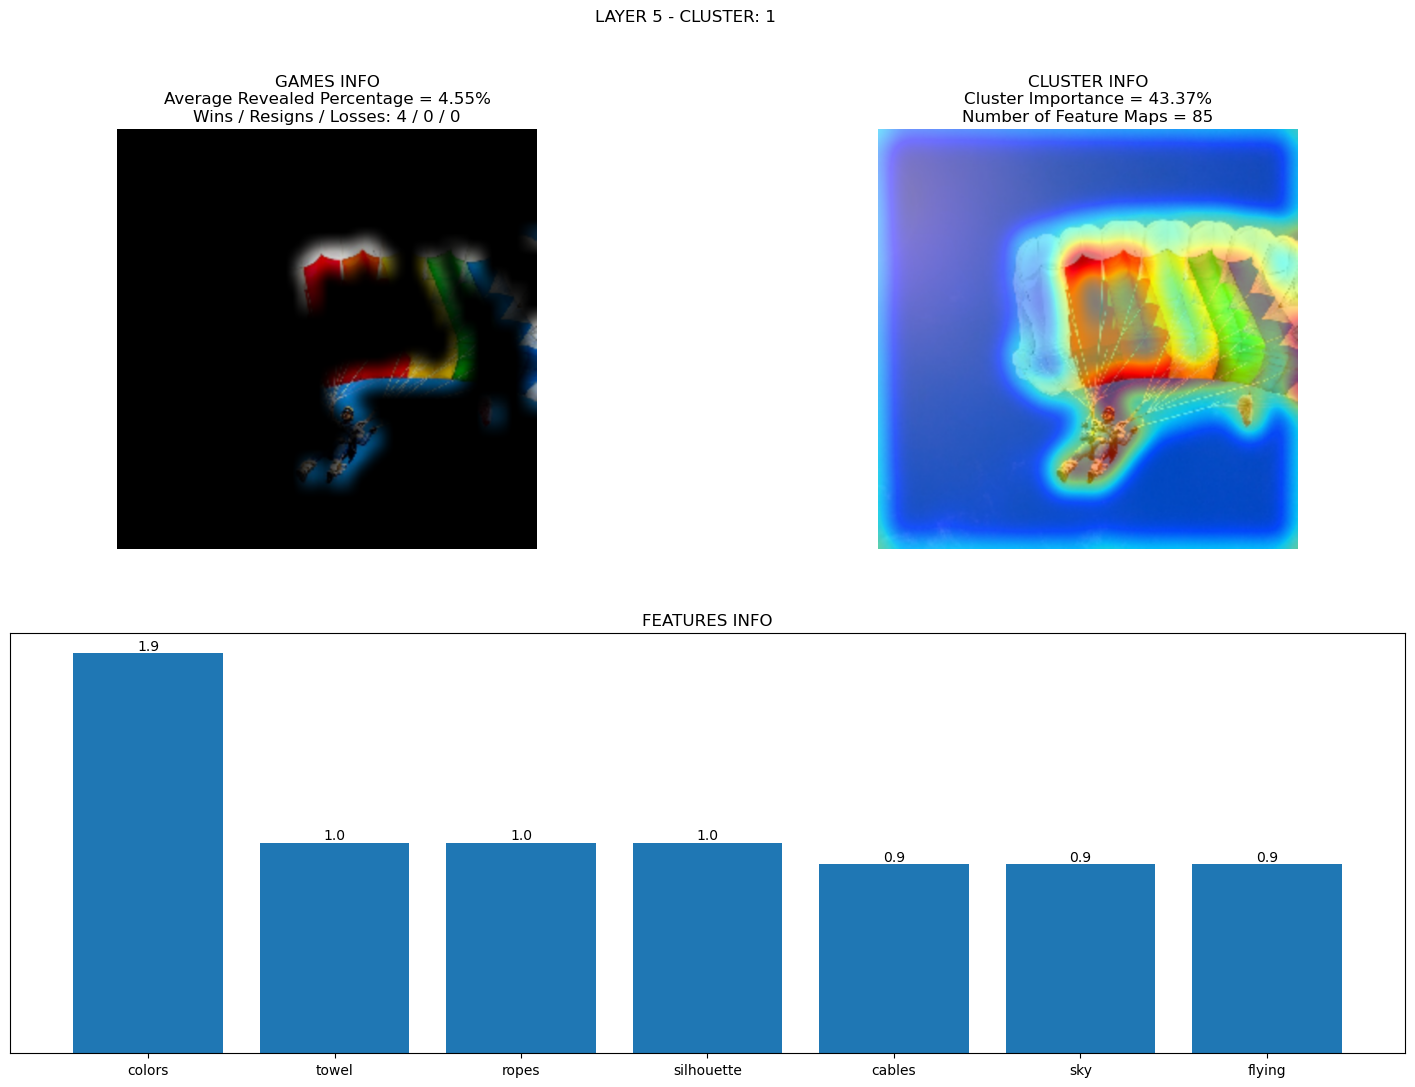 LAYER 5 - CLUSTER: 1
GAMES INFO
Average Revealed Percentage = 4.55%
Wins / Resigns / Losses: 4 / 0 / 0
CLUSTER INFO
Cluster Importance = 43.37%
Number of Feature Maps = 85
FEATURES INFO
1.9
1.0
1.0
1.0
0.9
0.9
0.9
colors
towel
ropes
silhouette
cables
sky
flying